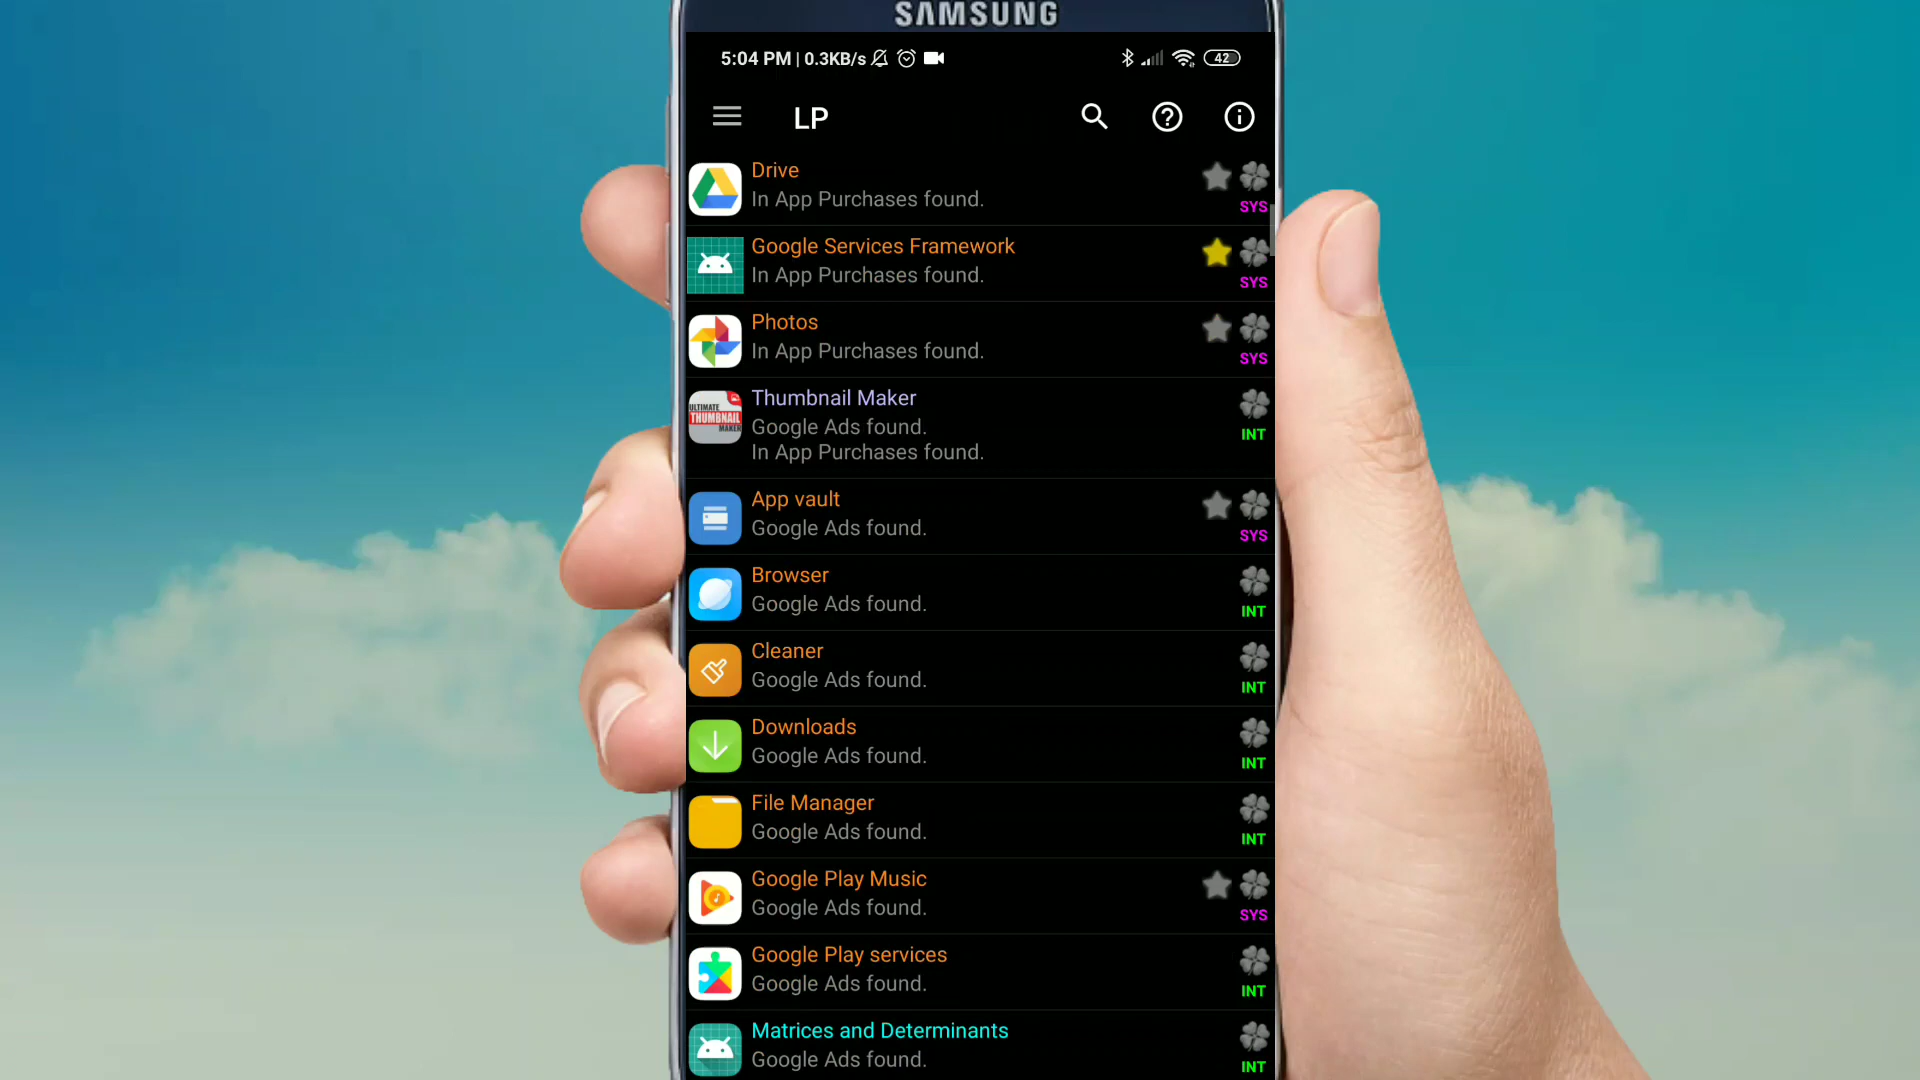 SAMSUNG
5:04 PM | 0.3KB/s
42
LP
Drive
In App Purchases found.
SYS
Google Services Framework
In App Purchases found.
SYS
Photos
In App Purchases found.
SYS
ULTIMATE
THUMBNAIL
MAKER
Thumbnail Maker
Google Ads found.
In App Purchases found.
INT
App vault
Google Ads found.
SYS
Browser
Google Ads found.
INT
Cleaner
Google Ads found.
INT
Downloads
Google Ads found.
INT
File Manager
Google Ads found.
INT
Google Play Music
Google Ads found.
SYS
Google Play services
Google Ads found.
INT
Matrices and Determinants
Google Ads found.
INT